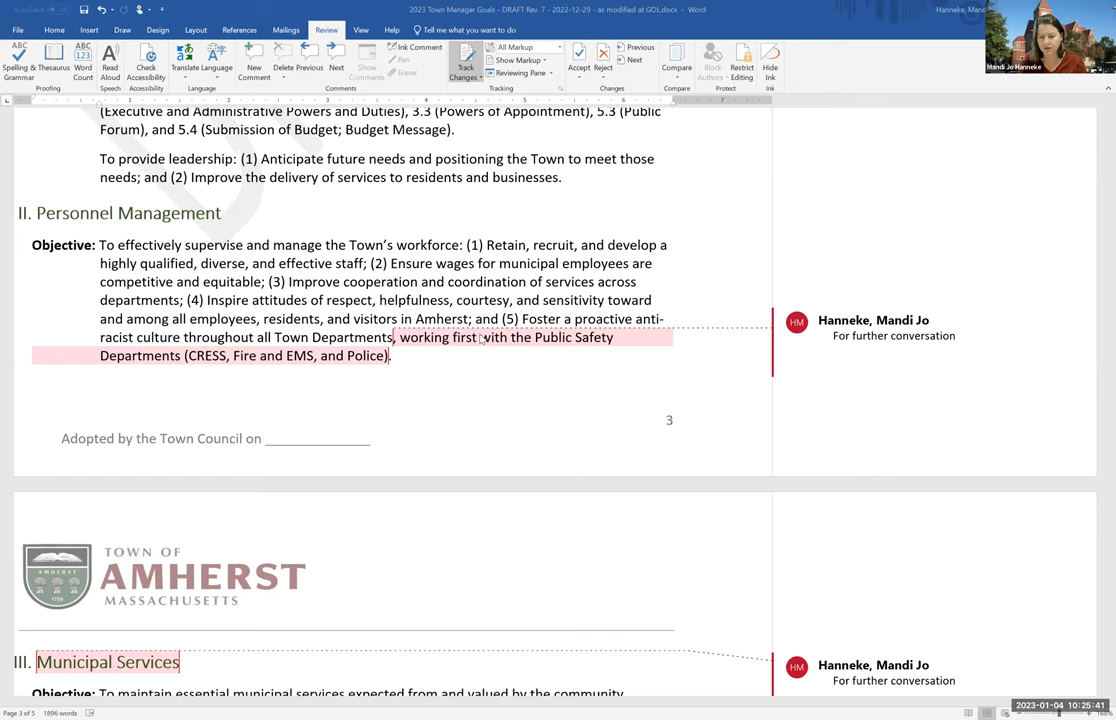 AutoSave Off
2023 Town Manager Goals - DRAFT Rev. 7 - 2022-12-29 - as modified at GOL.docx - Word
Hanneke, Mand
File Home Insert Draw Design Layout References Mailings Review View Help Tell me what you want to do
Spelling & Grammar
Thesaurus
Word Count
Read Aloud
Check Accessibility
Translate
Language
New Comment
Delete
Previous
Next
Show Comments
Ink Comment
Pen
Eraser
Track Changes
All Markup
Show Markup
Reviewing Pane
Accept
Reject
Previous
Next
Compare
Block Authors
Restrict Editing
Hide Ink
Proofing Speech Accessibility Language Comments Tracking Changes Compare Protect Ink
Mandi Jo Hanneke
1 2 3 4 5 6 7
(Executive and Administrative Powers and Duties), 3.3 (Powers of Appointment), 5.3 (Public
Forum), and 5.4 (Submission of Budget; Budget Message).
To provide leadership: (1) Anticipate future needs and positioning the Town to meet those
needs; and (2) Improve the delivery of services to residents and businesses.
II. Personnel Management
Objective: To effectively supervise and manage the Town's workforce: (1) Retain, recruit, and develop a
highly qualified, diverse, and effective staff; (2) Ensure wages for municipal employees are
competitive and equitable; (3) Improve cooperation and coordination of services across
departments; (4) Inspire attitudes of respect, helpfulness, courtesy, and sensitivity toward
and among all employees, residents, and visitors in Amherst; and (5) Foster a proactive anti-
racist culture throughout all Town Departments, working first with the Public Safety
Departments (CRESS, Fire and EMS, and Police).
HM Hanneke, Mandi Jo
For further conversation
3
Adopted by the Town Council on _______________
TOWN OF
AMHERST
MASSACHUSETTS
III. Municipal Services
HM Hanneke, Mandi Jo
For further conversation
Objective: To maintain essential municipal services expected from and valued by the community
Page 3 of 5 1896 words
2023-01-04 10:25:41